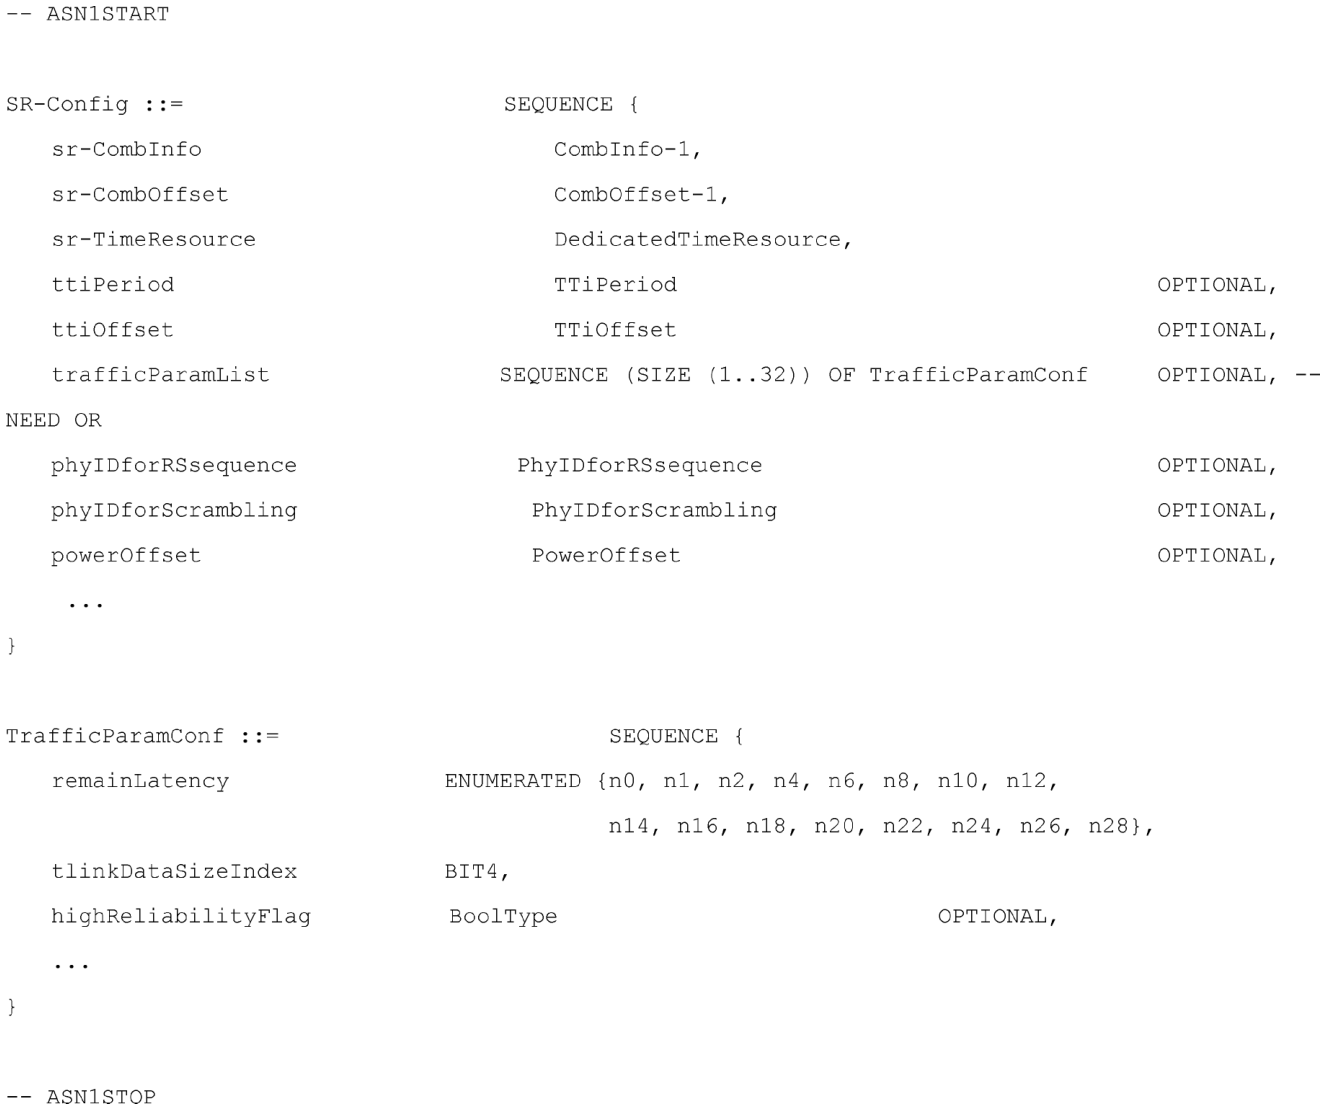 -- ASN1START
SR-Config ::= SEQUENCE {
sr-CombInfo CombInfo-1,
sr-CombOffset CombOffset-1,
sr-TimeResource DedicatedTimeResource,
ttiPeriod TTiPeriod OPTIONAL,
ttiOffset TTiOffset OPTIONAL,
trafficParamList SEQUENCE (SIZE (1..32)) OF TrafficParamConf OPTIONAL, --
NEED OR
phyIDforRSsequence PhyIDforRSsequence OPTIONAL,
phyIDforScrambling PhyIDforScrambling OPTIONAL,
powerOffset PowerOffset OPTIONAL,
...
}
TrafficParamConf ::= SEQUENCE {
remainLatency ENUMERATED {n0, n1, n2, n4, n6, n8, n10, n12,
n14, n16, n18, n20, n22, n24, n26, n28},
tlinkDataSizeIndex BIT4,
highReliabilityFlag BoolType OPTIONAL,
...
}
-- ASN1STOP